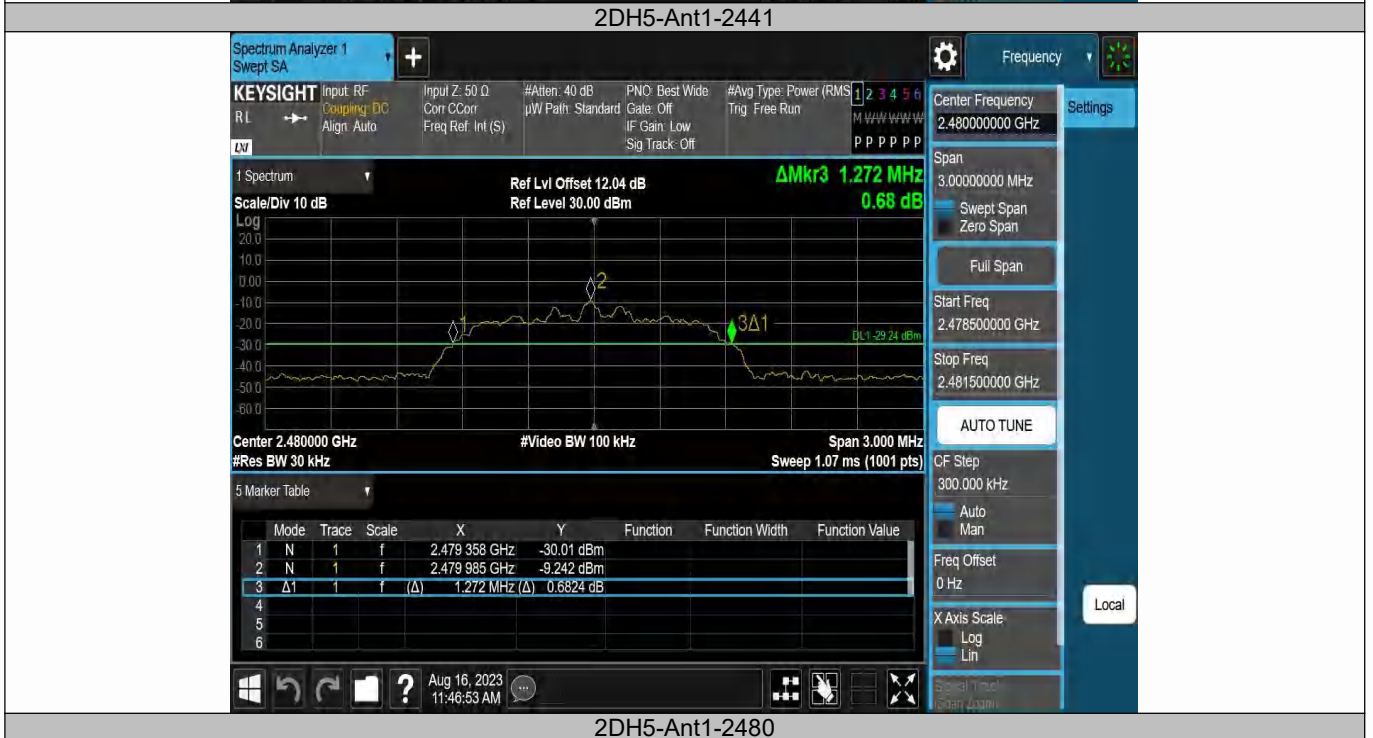 2DH5-Ant1-2441
Spectrum Analyzer 1
Swept SA
Frequency
KEYSIGHT
RL
LXI
Input: RF
Coupling: DC
Align: Auto
Input Z: 50 Ω
Corr CCorr
Freq Ref: Int (S)
#Atten: 40 dB
µW Path: Standard
PNO: Best Wide
Gate: Off
IF Gain: Low
Sig Track: Off
#Avg Type: Power (RMS
Trig: Free Run
1 2 3 4 5 6
M W W W W W
P P P P P P
Center Frequency
2.480000000 GHz
Settings
1 Spectrum
Scale/Div 10 dB
Ref Lvl Offset 12.04 dB
Ref Level 30.00 dBm
ΔMkr3 1.272 MHz
0.68 dB
Span
3.00000000 MHz
Swept Span
Zero Span
Full Span
Start Freq
2.478500000 GHz
Stop Freq
2.481500000 GHz
AUTO TUNE
CF Step
300.000 kHz
Auto
Man
Freq Offset
0 Hz
X Axis Scale
Log
Lin
Local
Log
20.0
10.0
0.00
-10.0
-20.0
-30.0
-40.0
-50.0
-60.0
1
2
3Δ1
DL1 -29.24 dBm
Center 2.480000 GHz
#Res BW 30 kHz
#Video BW 100 kHz
Span 3.000 MHz
Sweep 1.07 ms (1001 pts)
5 Marker Table
Mode Trace Scale X Y Function Function Width Function Value
1 N 1 f 2.479 358 GHz -30.01 dBm
2 N 1 f 2.479 985 GHz -9.242 dBm
3 Δ1 1 f (Δ) 1.272 MHz (Δ) 0.6824 dB
4
5
6
Aug 16, 2023
11:46:53 AM
2DH5-Ant1-2480